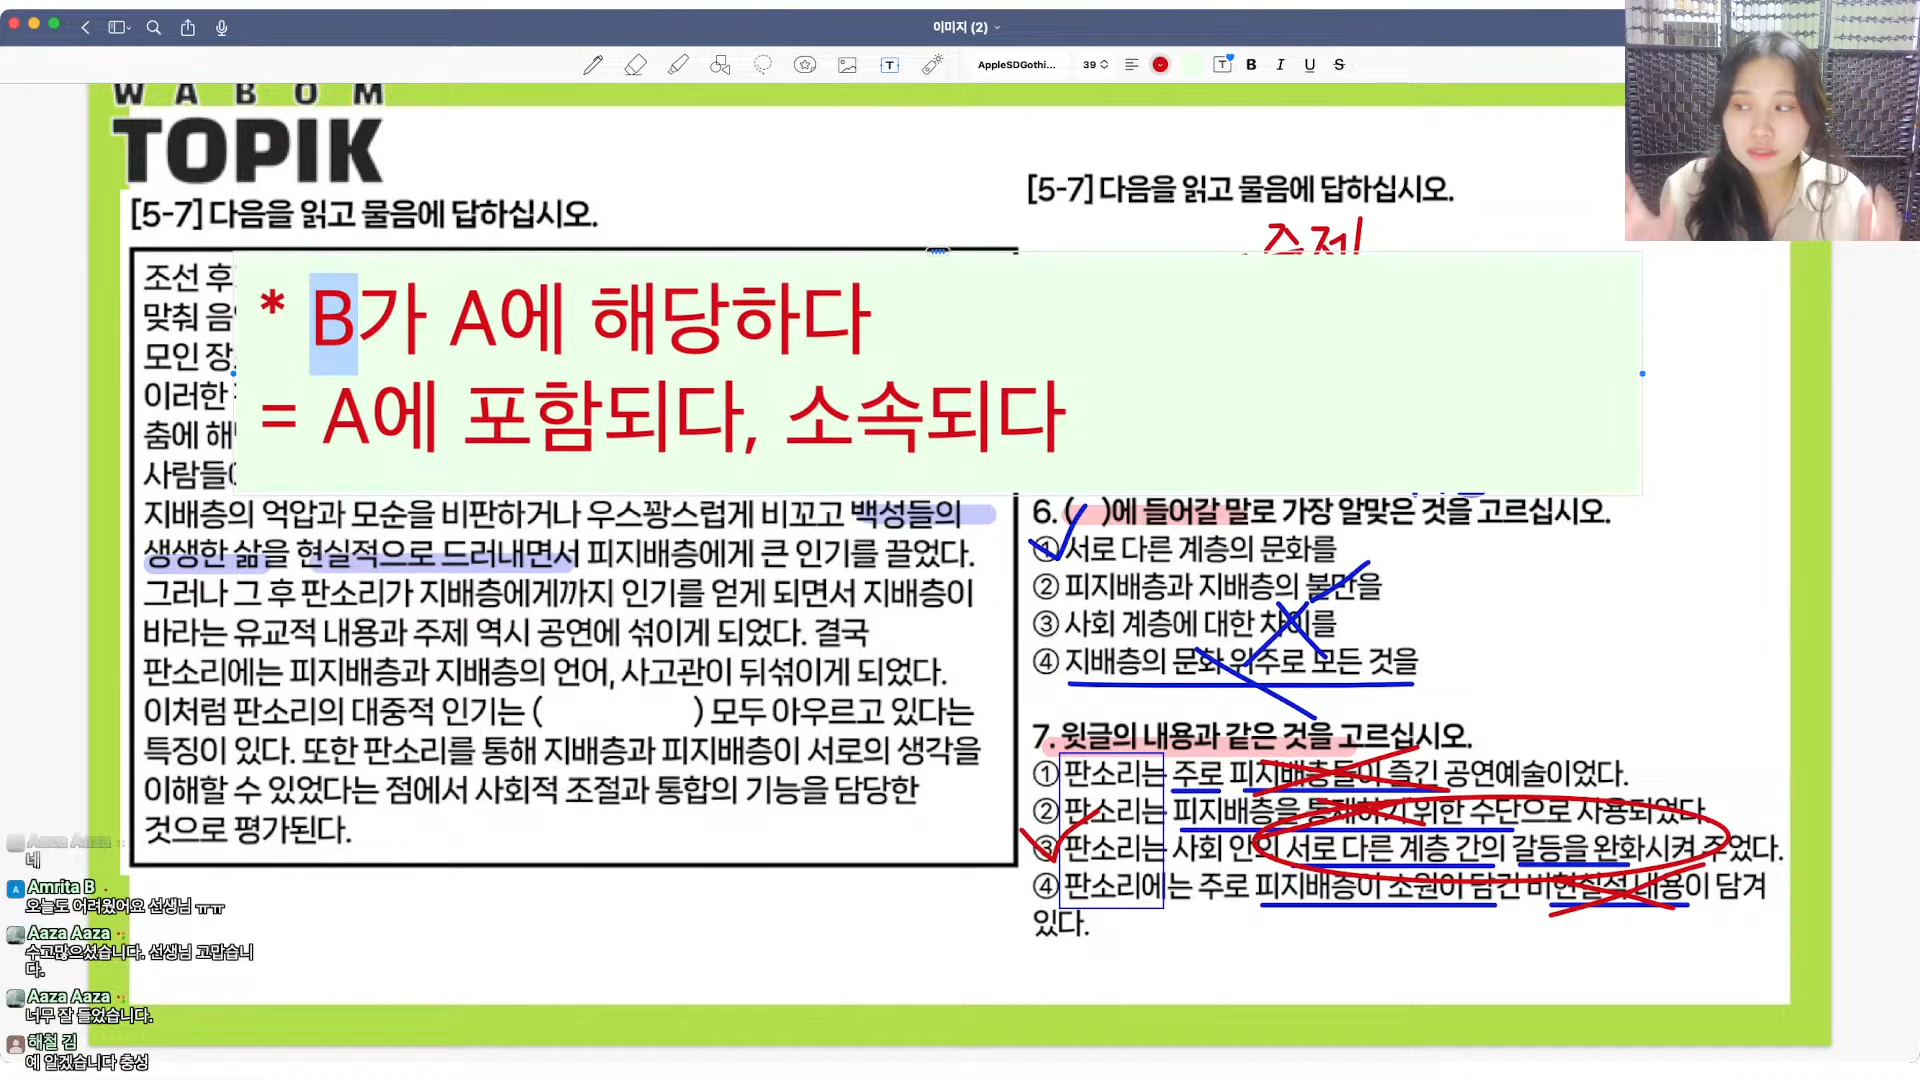 이미지 (2)
AppleSDGothi...
39
B I U S
W A B O M
TOPIK
[5-7] 다음을 읽고 물음에 답하십시오.
조선 후
맞춰 음
모인 장
이러한
춤에 해
사람들
* B가 A에 해당하다
= A에 포함되다, 소속되다
지배층의 억압과 모순을 비판하거나 우스꽝스럽게 비꼬고 백성들의
생생한 삶을 현실적으로 드러내면서 피지배층에게 큰 인기를 끌었다.
그러나 그 후 판소리가 지배층에게까지 인기를 얻게 되면서 지배층이
바라는 유교적 내용과 주제 역시 공연에 섞이게 되었다. 결국
판소리에는 피지배층과 지배층의 언어, 사고관이 뒤섞이게 되었다.
이처럼 판소리의 대중적 인기는 ( ) 모두 아우르고 있다는
특징이 있다. 또한 판소리를 통해 지배층과 피지배층이 서로의 생각을
이해할 수 있었다는 점에서 사회적 조절과 통합의 기능을 담당한
것으로 평가된다.
[5-7] 다음을 읽고 물음에 답하십시오.
주제
6. ( )에 들어갈 말로 가장 알맞은 것을 고르십시오.
① 서로 다른 계층의 문화를
② 피지배층과 지배층의 불만을
③ 사회 계층에 대한 차이를
④ 지배층의 문화 위주로 모든 것을
7. 윗글의 내용과 같은 것을 고르십시오.
① 판소리는 주로 피지배층들이 즐긴 공연예술이었다.
② 판소리는 피지배층을 통제하기 위한 수단으로 사용되었다.
③ 판소리는 사회 안의 서로 다른 계층 간의 갈등을 완화시켜 주었다.
④ 판소리에는 주로 피지배층이 소원이 담긴 비현실적 내용이 담겨
있다.
Aaza Aaza
네
Amrita B
오늘도 어려웠어요 선생님 ㅠㅠ
Aaza Aaza
수고많으셨습니다. 선생님 고맙습니
다.
Aaza Aaza
너무 잘 들었습니다.
해철 김
예 알겠습니다 충성